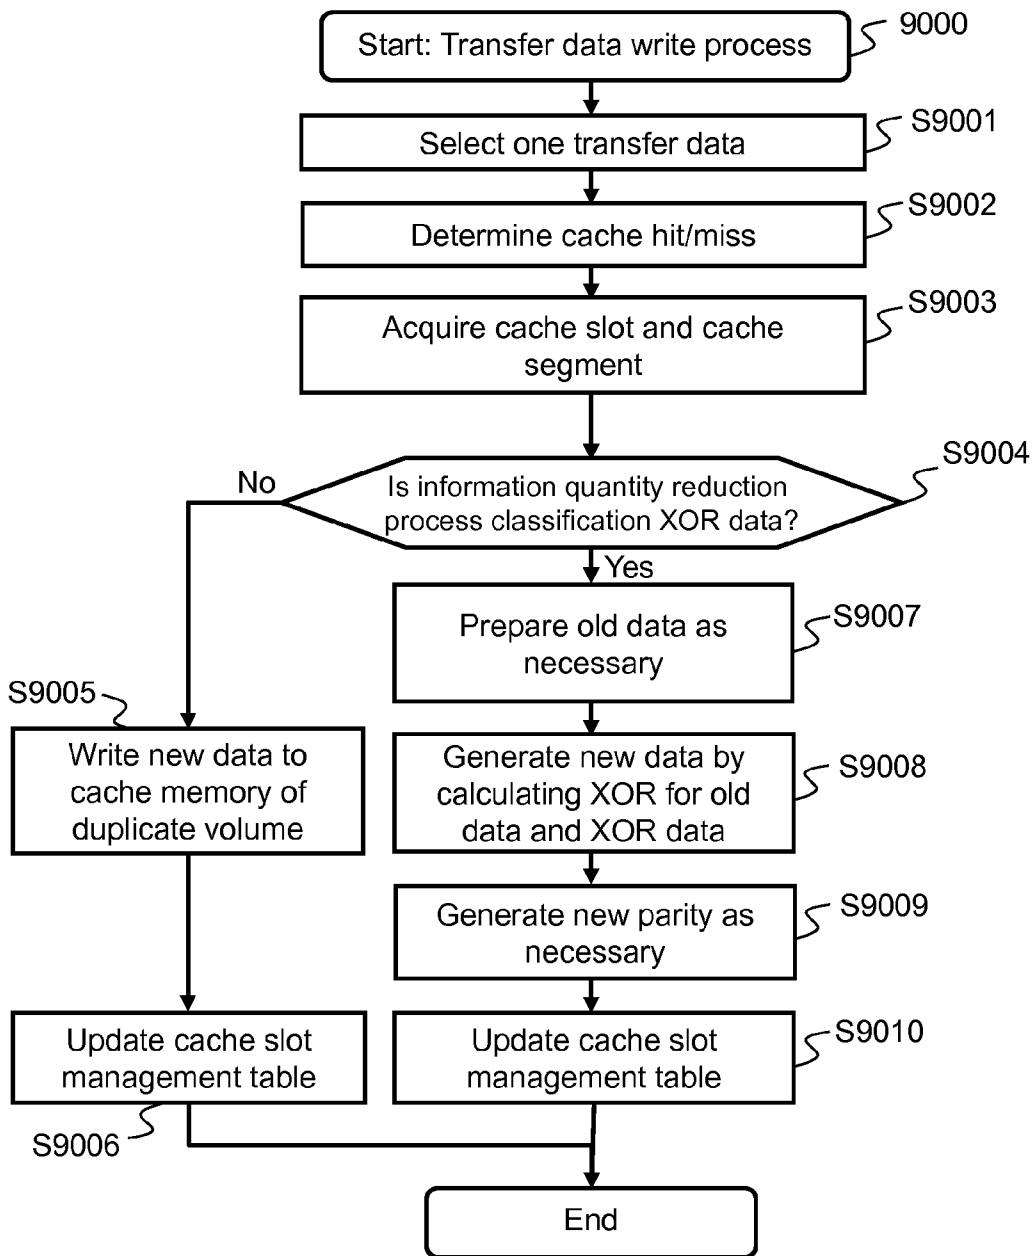 Start: Transfer data write process
9000
Select one transfer data
S9001
Determine cache hit/miss
S9002
Acquire cache slot and cache
segment
S9003
Is information quantity reduction
process classification XOR data?
S9004
No
Yes
Prepare old data as
necessary
S9007
S9005
Write new data to
cache memory of
duplicate volume
Generate new data by
calculating XOR for old
data and XOR data
S9008
Generate new parity as
necessary
S9009
Update cache slot
management table
S9006
Update cache slot
management table
S9010
End